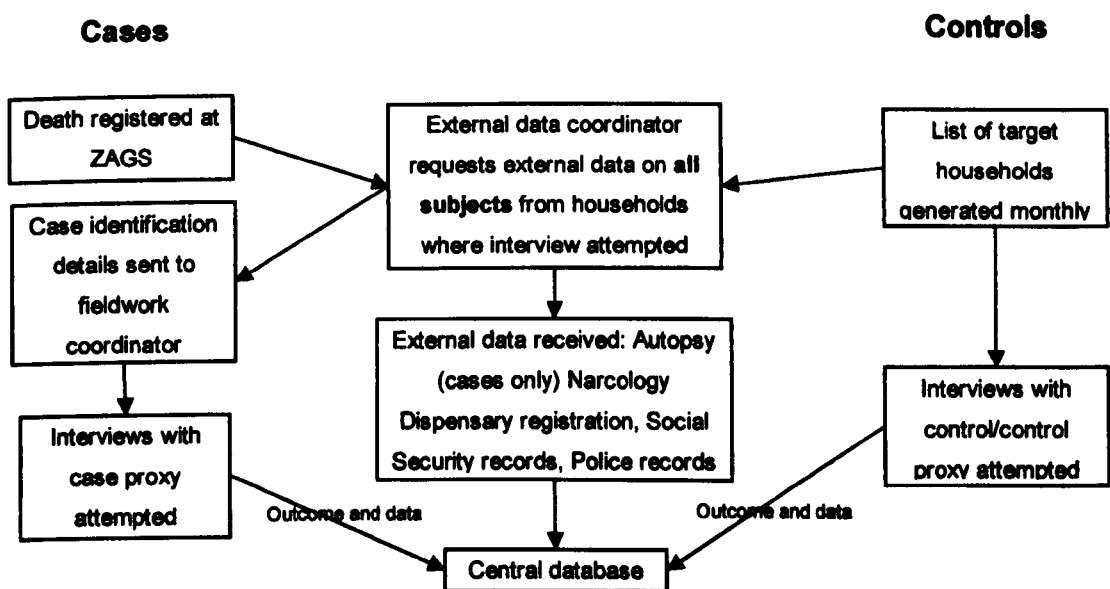 Cases
Controls
Death registered at
ZAGS
External data coordinator
requests external data on all
subjects from households
where interview attempted
List of target
households
generated monthly
Case identification
details sent to
fieldwork
coordinator
External data received: Autopsy
(cases only) Narcology
Dispensary registration, Social
Security records, Police records
Interviews with
control/control
proxy attempted
Interviews with
case proxy
attempted
Outcome and data
Outcome and data
Central database